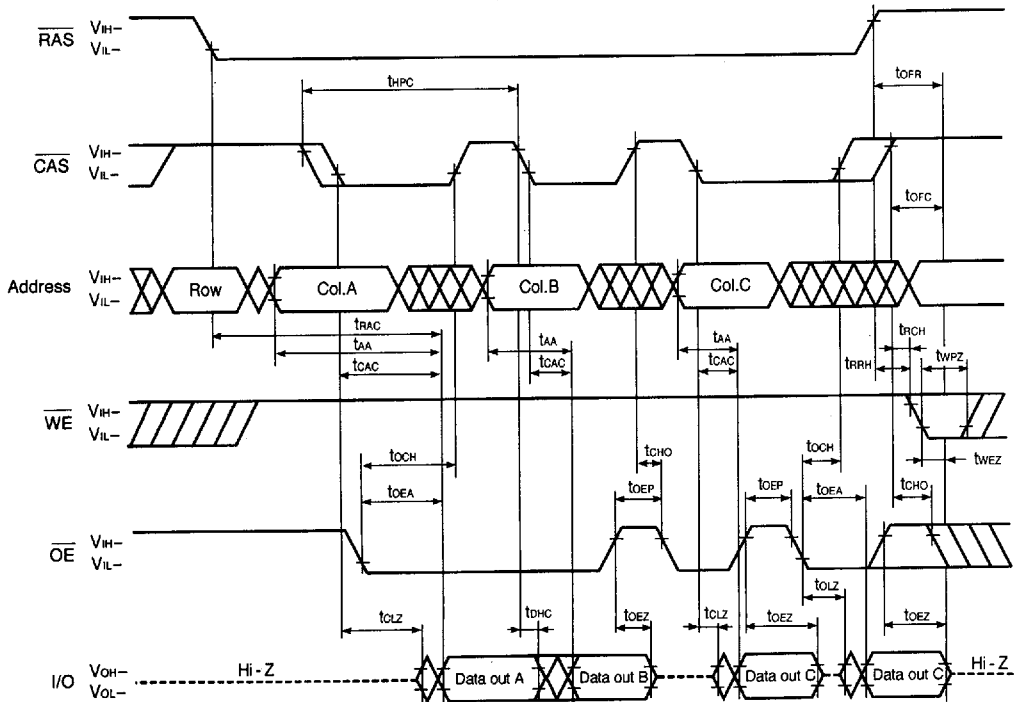 RAS VIH– VIL–
tOFR
tHPC
CAS VIH– VIL–
tOFC
Address VIH– VIL– Row Col.A Col.B Col.C
tRAC
tAA tAA tAA
tCAC tCAC tCAC
tRCH
tRRH tWPZ
WE VIH– VIL–
tWEZ
tOCH tCHO tOCH
tOEA tOEP tOEP tOEA tCHO
OE VIH– VIL–
tOLZ
tCLZ tDHC tOEZ tCLZ tOEZ tOEZ
I/O VOH– VOL– Hi - Z Data out A Data out B Data out C Data out C Hi - Z